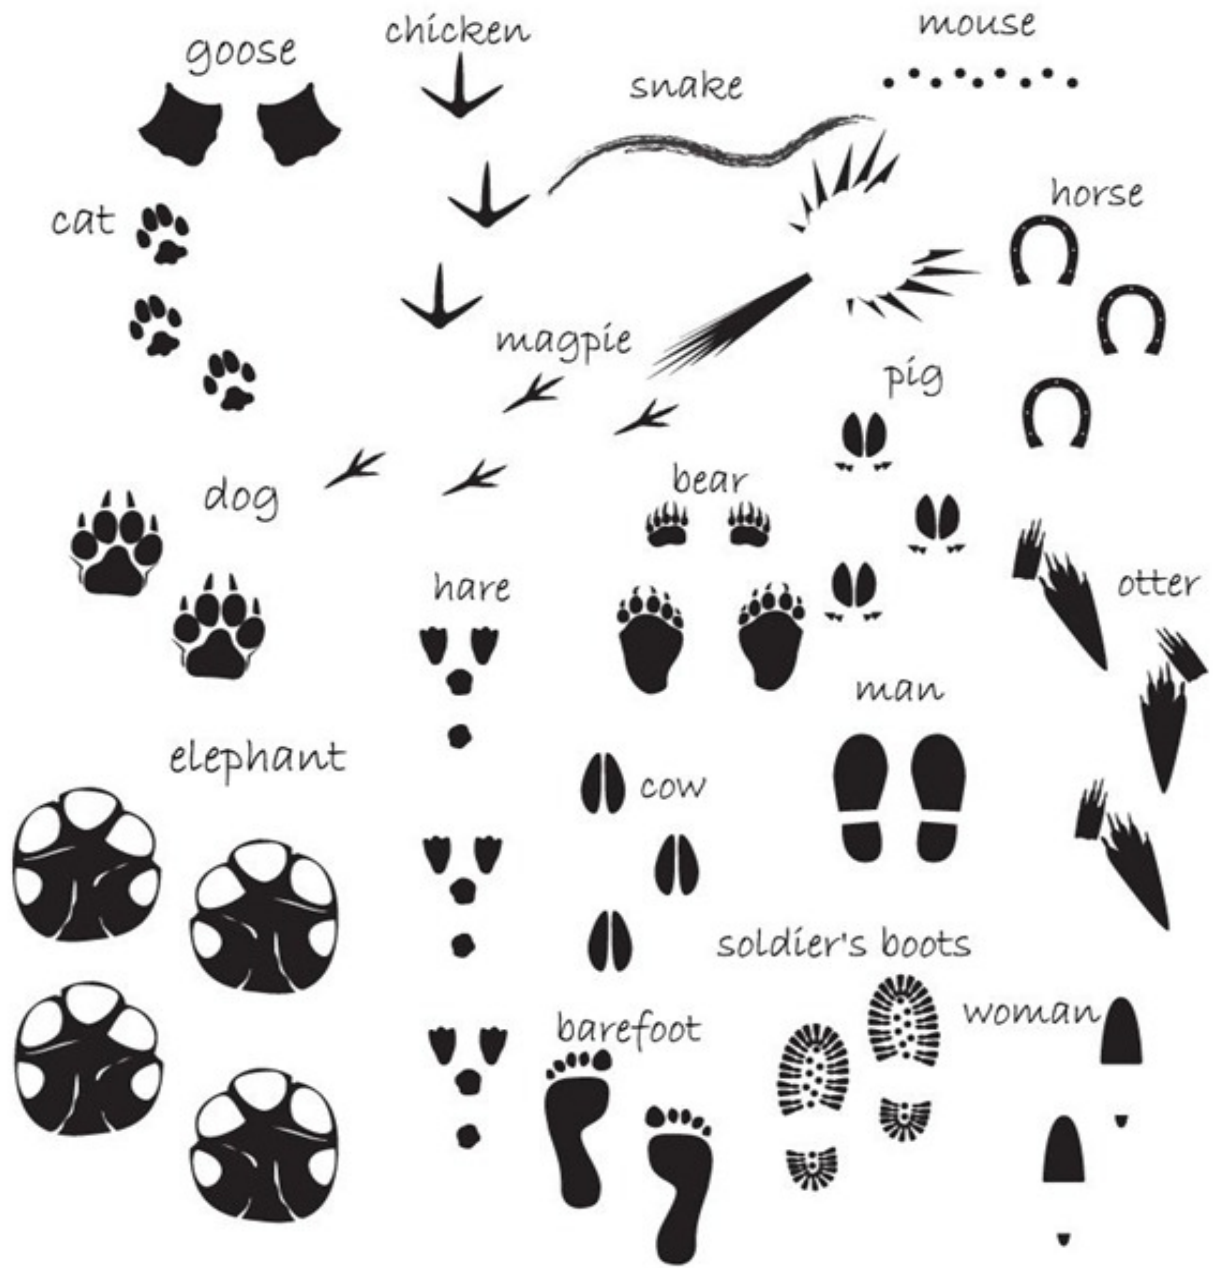 chicken
mouse
goose
snake
cat
horse
magpie
pig
bear
dog
hare
otter
man
elephant
cow
soldier's boots
woman
barefoot